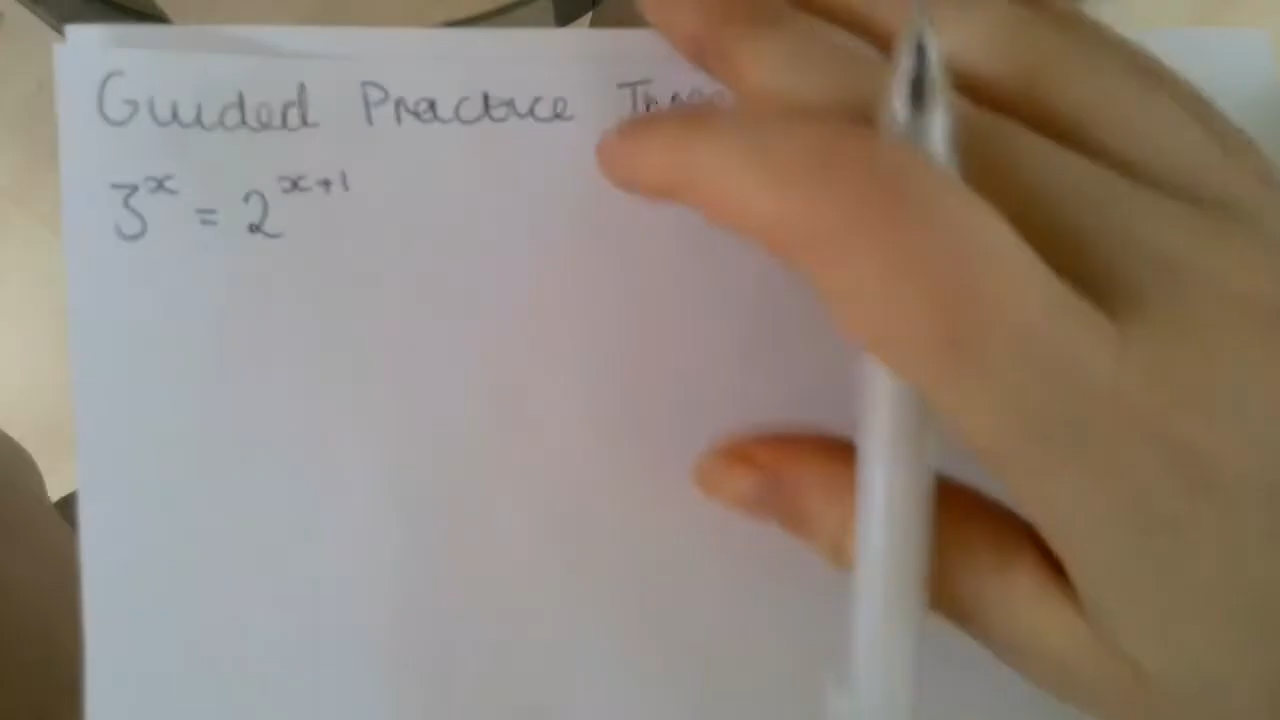 Guided Practice
3^x = 2^{x+1}